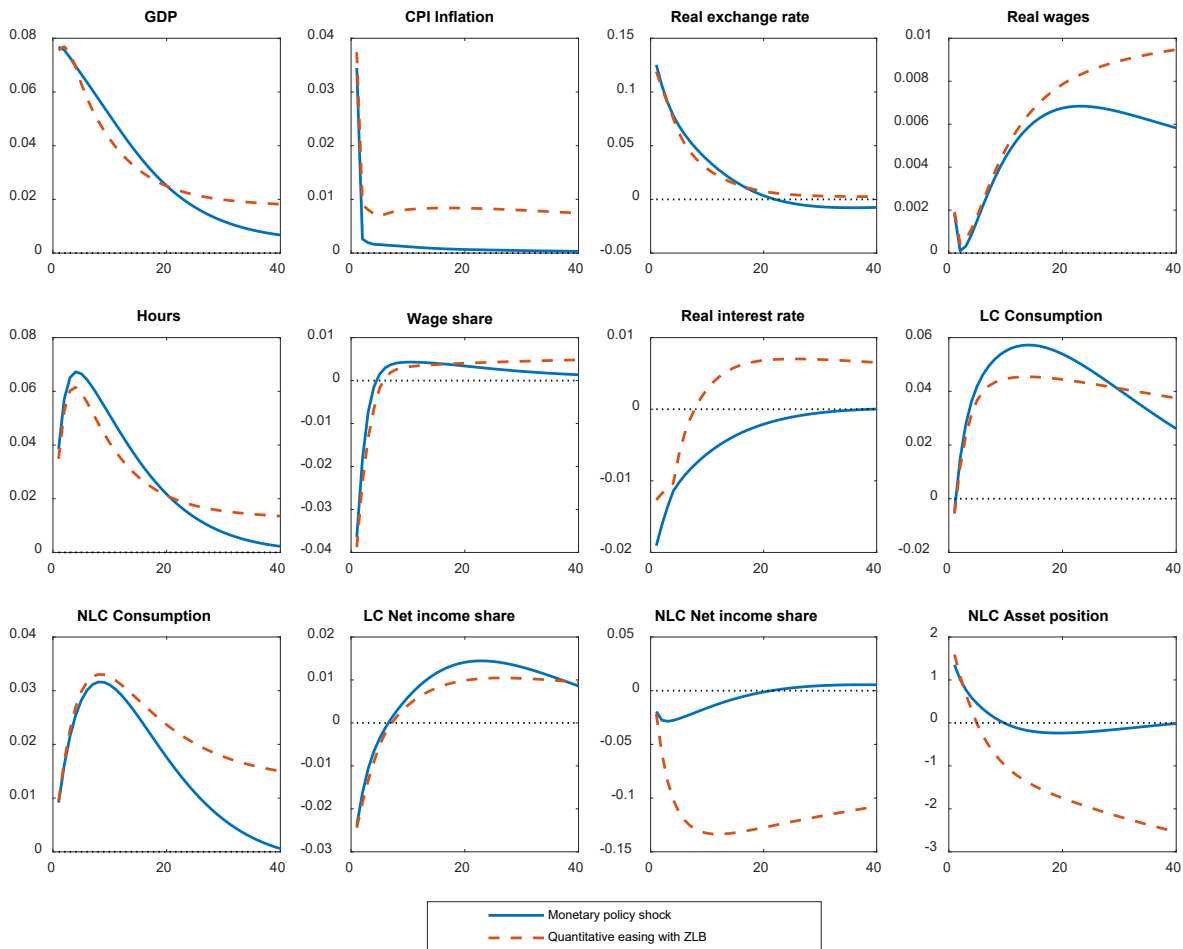 GDP
CPI Inflation
Real exchange rate
Real wages
0.08
0.06
0.04
0.02
0
0 20 40
0.04
0.03
0.02
0.01
0
0 20 40
0.15
0.1
0.05
0
-0.05
0 20 40
0.01
0.008
0.006
0.004
0.002
0
0 20 40
Hours
Wage share
Real interest rate
LC Consumption
0.08
0.06
0.04
0.02
0
0 20 40
0.01
0
-0.01
-0.02
-0.03
-0.04
0 20 40
0.01
0
-0.01
-0.02
0 20 40
0.06
0.04
0.02
0
-0.02
0 20 40
NLC Consumption
LC Net income share
NLC Net income share
NLC Asset position
0.04
0.03
0.02
0.01
0
0 20 40
0.02
0.01
0
-0.01
-0.02
-0.03
0 20 40
0.05
0
-0.05
-0.1
-0.15
0 20 40
2
1
0
-1
-2
-3
0 20 40
Monetary policy shock
Quantitative easing with ZLB